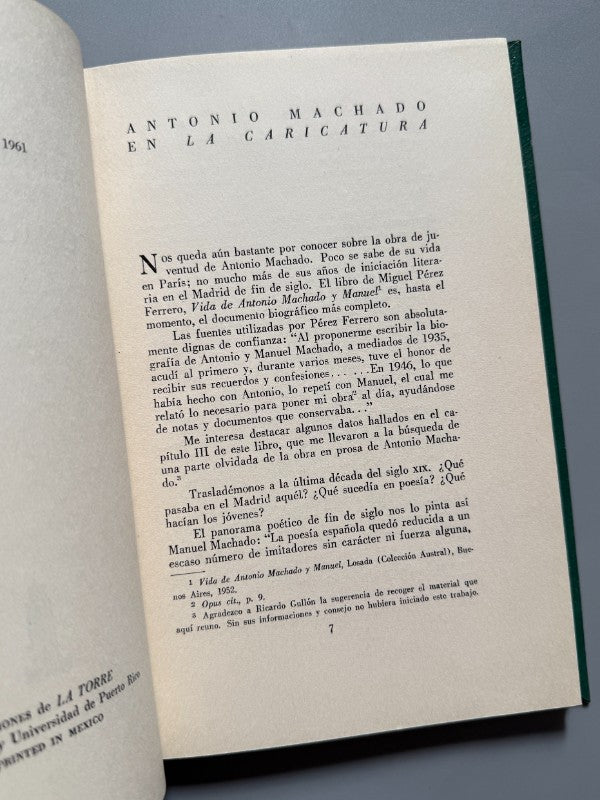 1961
IONES de LA TORRE
y Universidad de Puerto Rico
PRINTED IN MEXICO
ANTONIO MACHADO
EN LA CARICATURA
Nos queda aún bastante por conocer sobre la obra de ju-
ventud de Antonio Machado. Poco se sabe de su vida
en París; no mucho más de sus años de iniciación litera-
ria en el Madrid de fin de siglo. El libro de Miguel Pérez
Ferrero, Vida de Antonio Machado y Manuel¹ es, hasta el
momento, el documento biográfico más completo.
Las fuentes utilizadas por Pérez Ferrero son absoluta-
mente dignas de confianza: "Al proponerme escribir la bio-
grafía de Antonio y Manuel Machado, a mediados de 1935,
acudí al primero y, durante varios meses, tuve el honor de
recibir sus recuerdos y confesiones... ...En 1946, lo que
había hecho con Antonio, lo repetí con Manuel, el cual me
relató lo necesario para poner mi obra² al día, ayudándose
de notas y documentos que conservaba..."
Me interesa destacar algunos datos hallados en el ca-
pítulo III de este libro, que me llevaron a la búsqueda de
una parte olvidada de la obra en prosa de Antonio Macha-
do.³
Trasladémonos a la última década del siglo XIX. ¿Qué
pasaba en el Madrid aquél? ¿Qué sucedía en poesía? ¿Qué
hacían los jóvenes?
El panorama poético de fin de siglo nos lo pinta así
Manuel Machado: "La poesía española quedó reducida a un
escaso número de imitadores sin carácter ni fuerza alguna,
1 Vida de Antonio Machado y Manuel, Losada (Colección Austral), Bue-
nos Aires, 1952.
2 Opus cit., p. 9.
3 Agradezco a Ricardo Gullón la sugerencia de recoger el material que
aquí reuno. Sin sus informaciones y consejo no hubiera iniciado este trabajo.
7